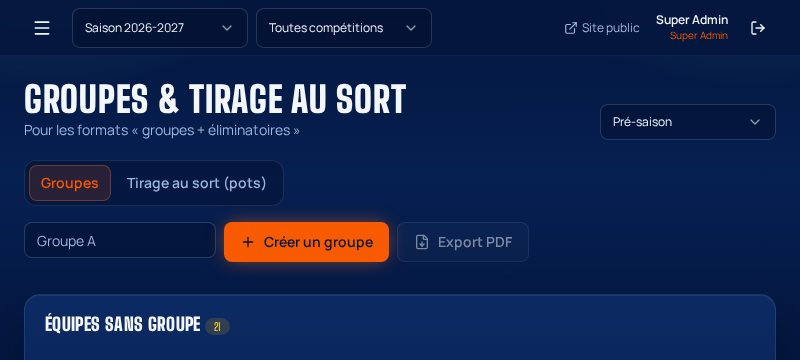 Saison 2026-2027
Toutes compétitions
Site public
Super Admin
Super Admin
GROUPES & TIRAGE AU SORT
Pour les formats « groupes + éliminatoires »
Pré-saison
Groupes
Tirage au sort (pots)
Groupe A
Créer un groupe
Export PDF
ÉQUIPES SANS GROUPE 21